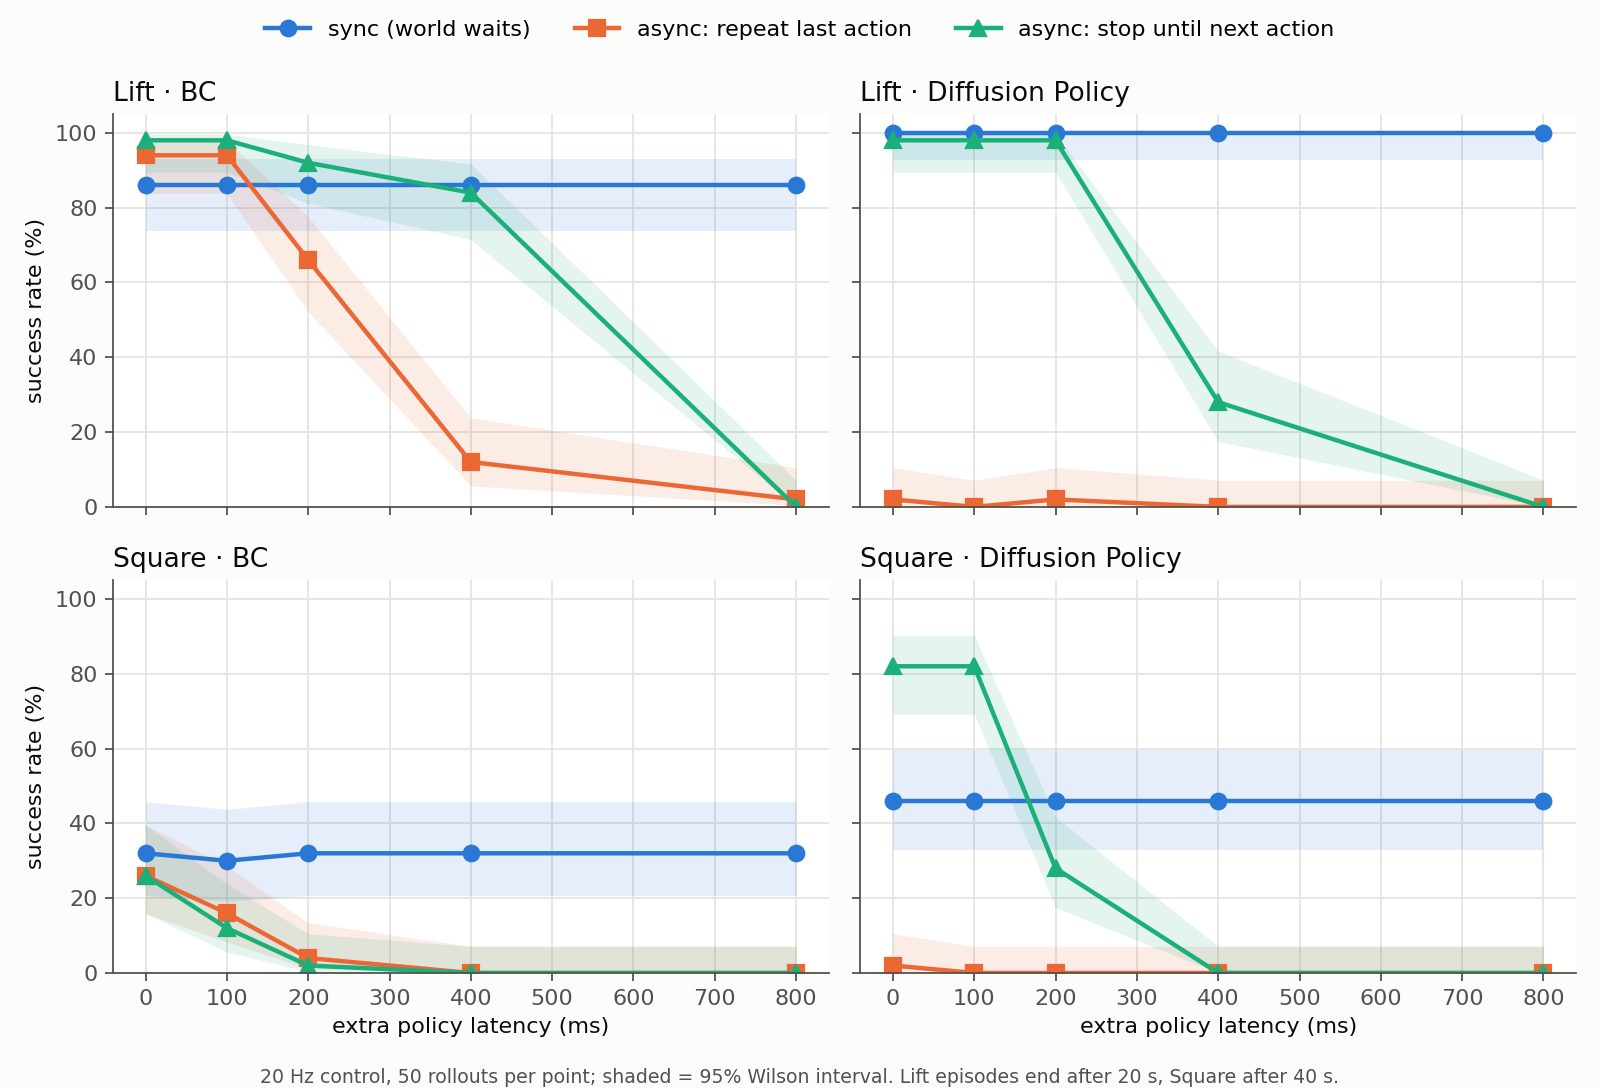 sync (world waits) async: repeat last action async: stop until next action
Lift · BC Lift · Diffusion Policy
success rate (%)
100
80
60
40
20
0
Square · BC Square · Diffusion Policy
success rate (%)
100
80
60
40
20
0
0 100 200 300 400 500 600 700 800 0 100 200 300 400 500 600 700 800
extra policy latency (ms) extra policy latency (ms)
20 Hz control, 50 rollouts per point; shaded = 95% Wilson interval. Lift episodes end after 20 s, Square after 40 s.